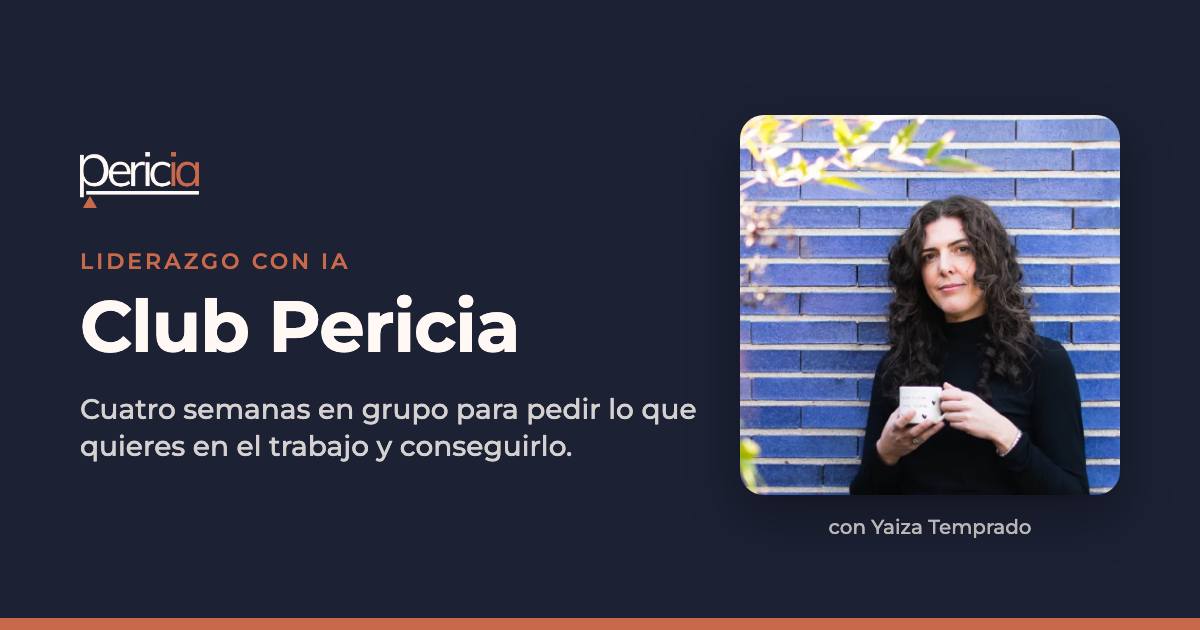 pericia
LIDERAZGO CON IA
Club Pericia
Cuatro semanas en grupo para pedir lo que
quieres en el trabajo y conseguirlo.
con Yaiza Temprado